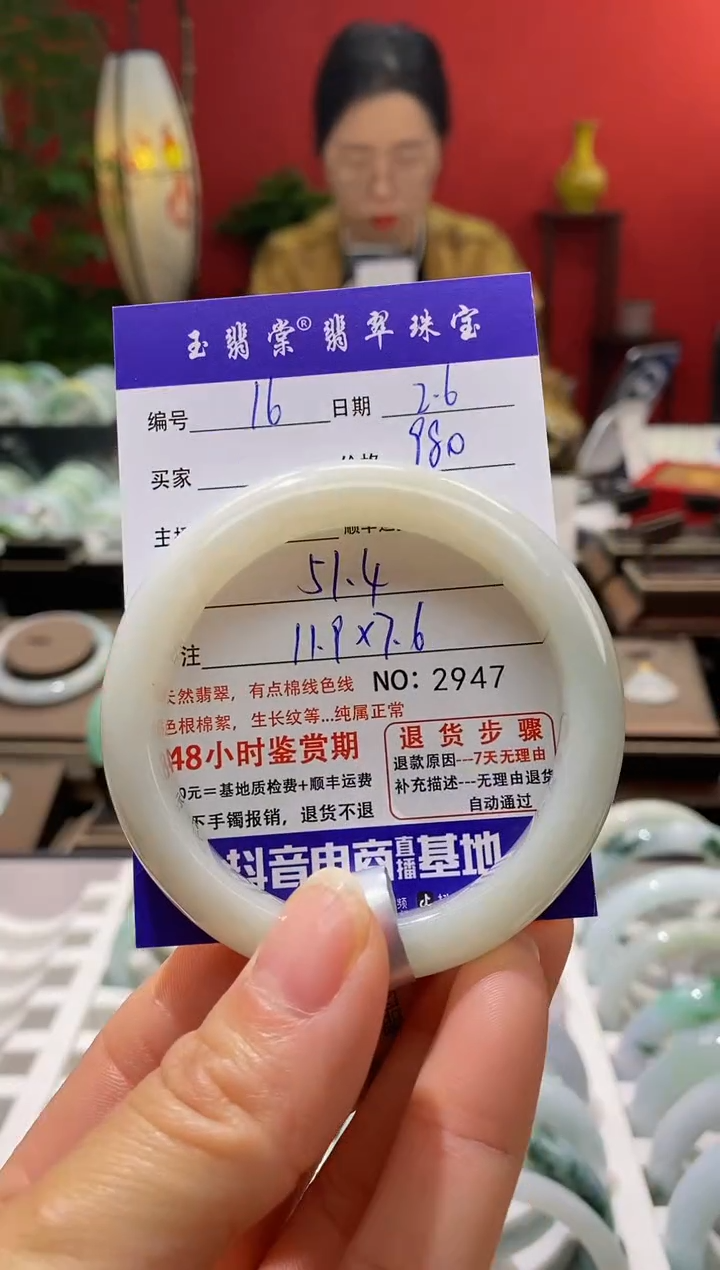 玉翡棠®翡翠珠宝
编号 16 日期 2.6
买家 价格 980
51.4
注 11.9×7.6
天然翡翠，有点棉线色线 NO: 2947
色根棉絮，生长纹等...纯属正常
48小时鉴赏期
0元＝基地质检费+顺丰运费
下手镯报销，退货不退
退货步骤
退款原因---7天无理由
补充描述---无理由退货
自动通过
抖音电商直播基地